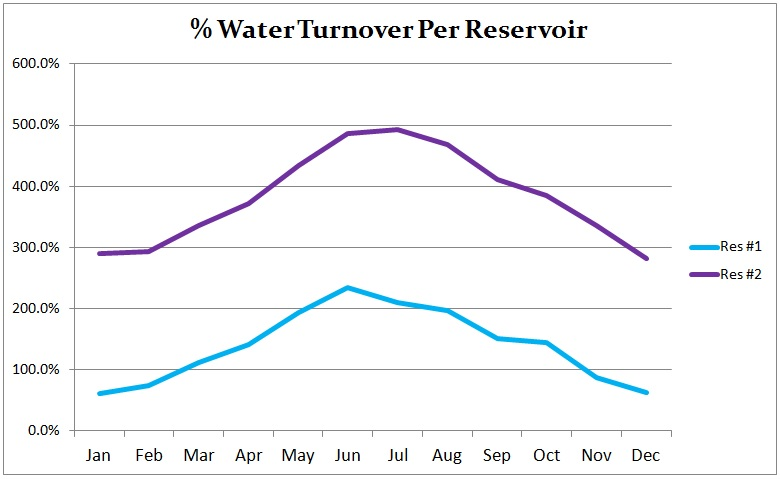 % Water Turnover Per Reservoir
600.0%
500.0%
400.0%
300.0%
200.0%
100.0%
0.0%
Jan Feb Mar Apr May Jun Jul Aug Sep Oct Nov Dec
Res #1
Res #2